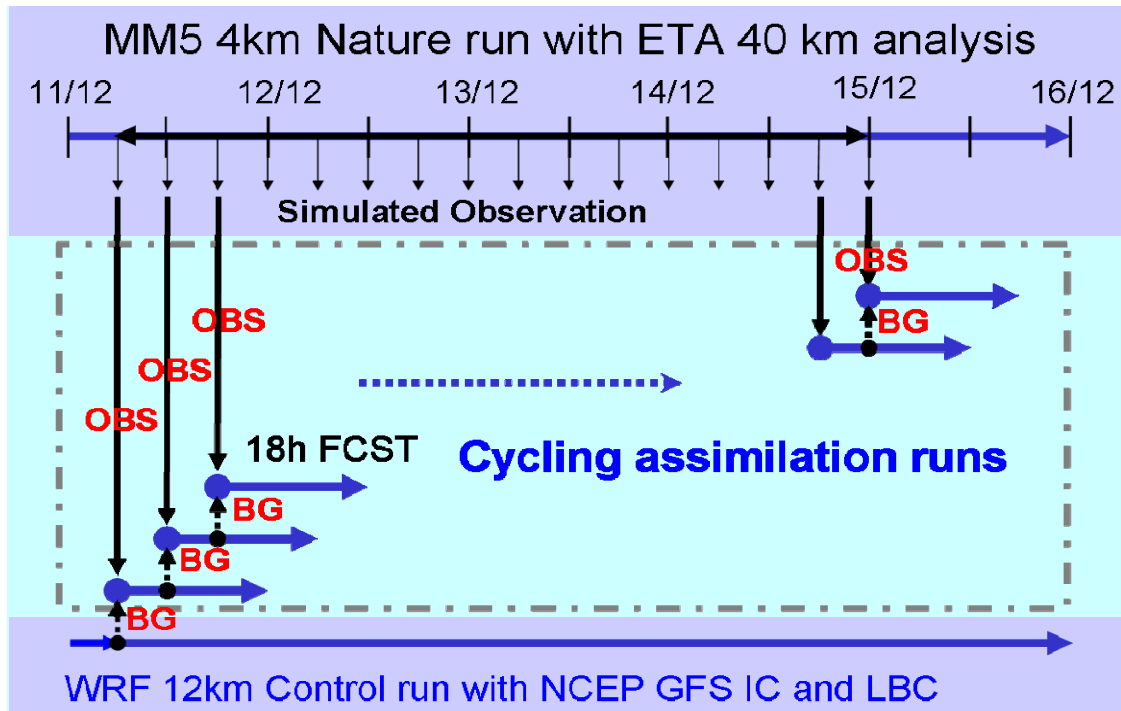 MM5 4km Nature run with ETA 40 km analysis
11/12 12/12 13/12 14/12 15/12 16/12
Simulated Observation
OBS
OBS
OBS
OBS
BG
18h FCST
Cycling assimilation runs
BG
BG
BG
WRF 12km Control run with NCEP GFS IC and LBC